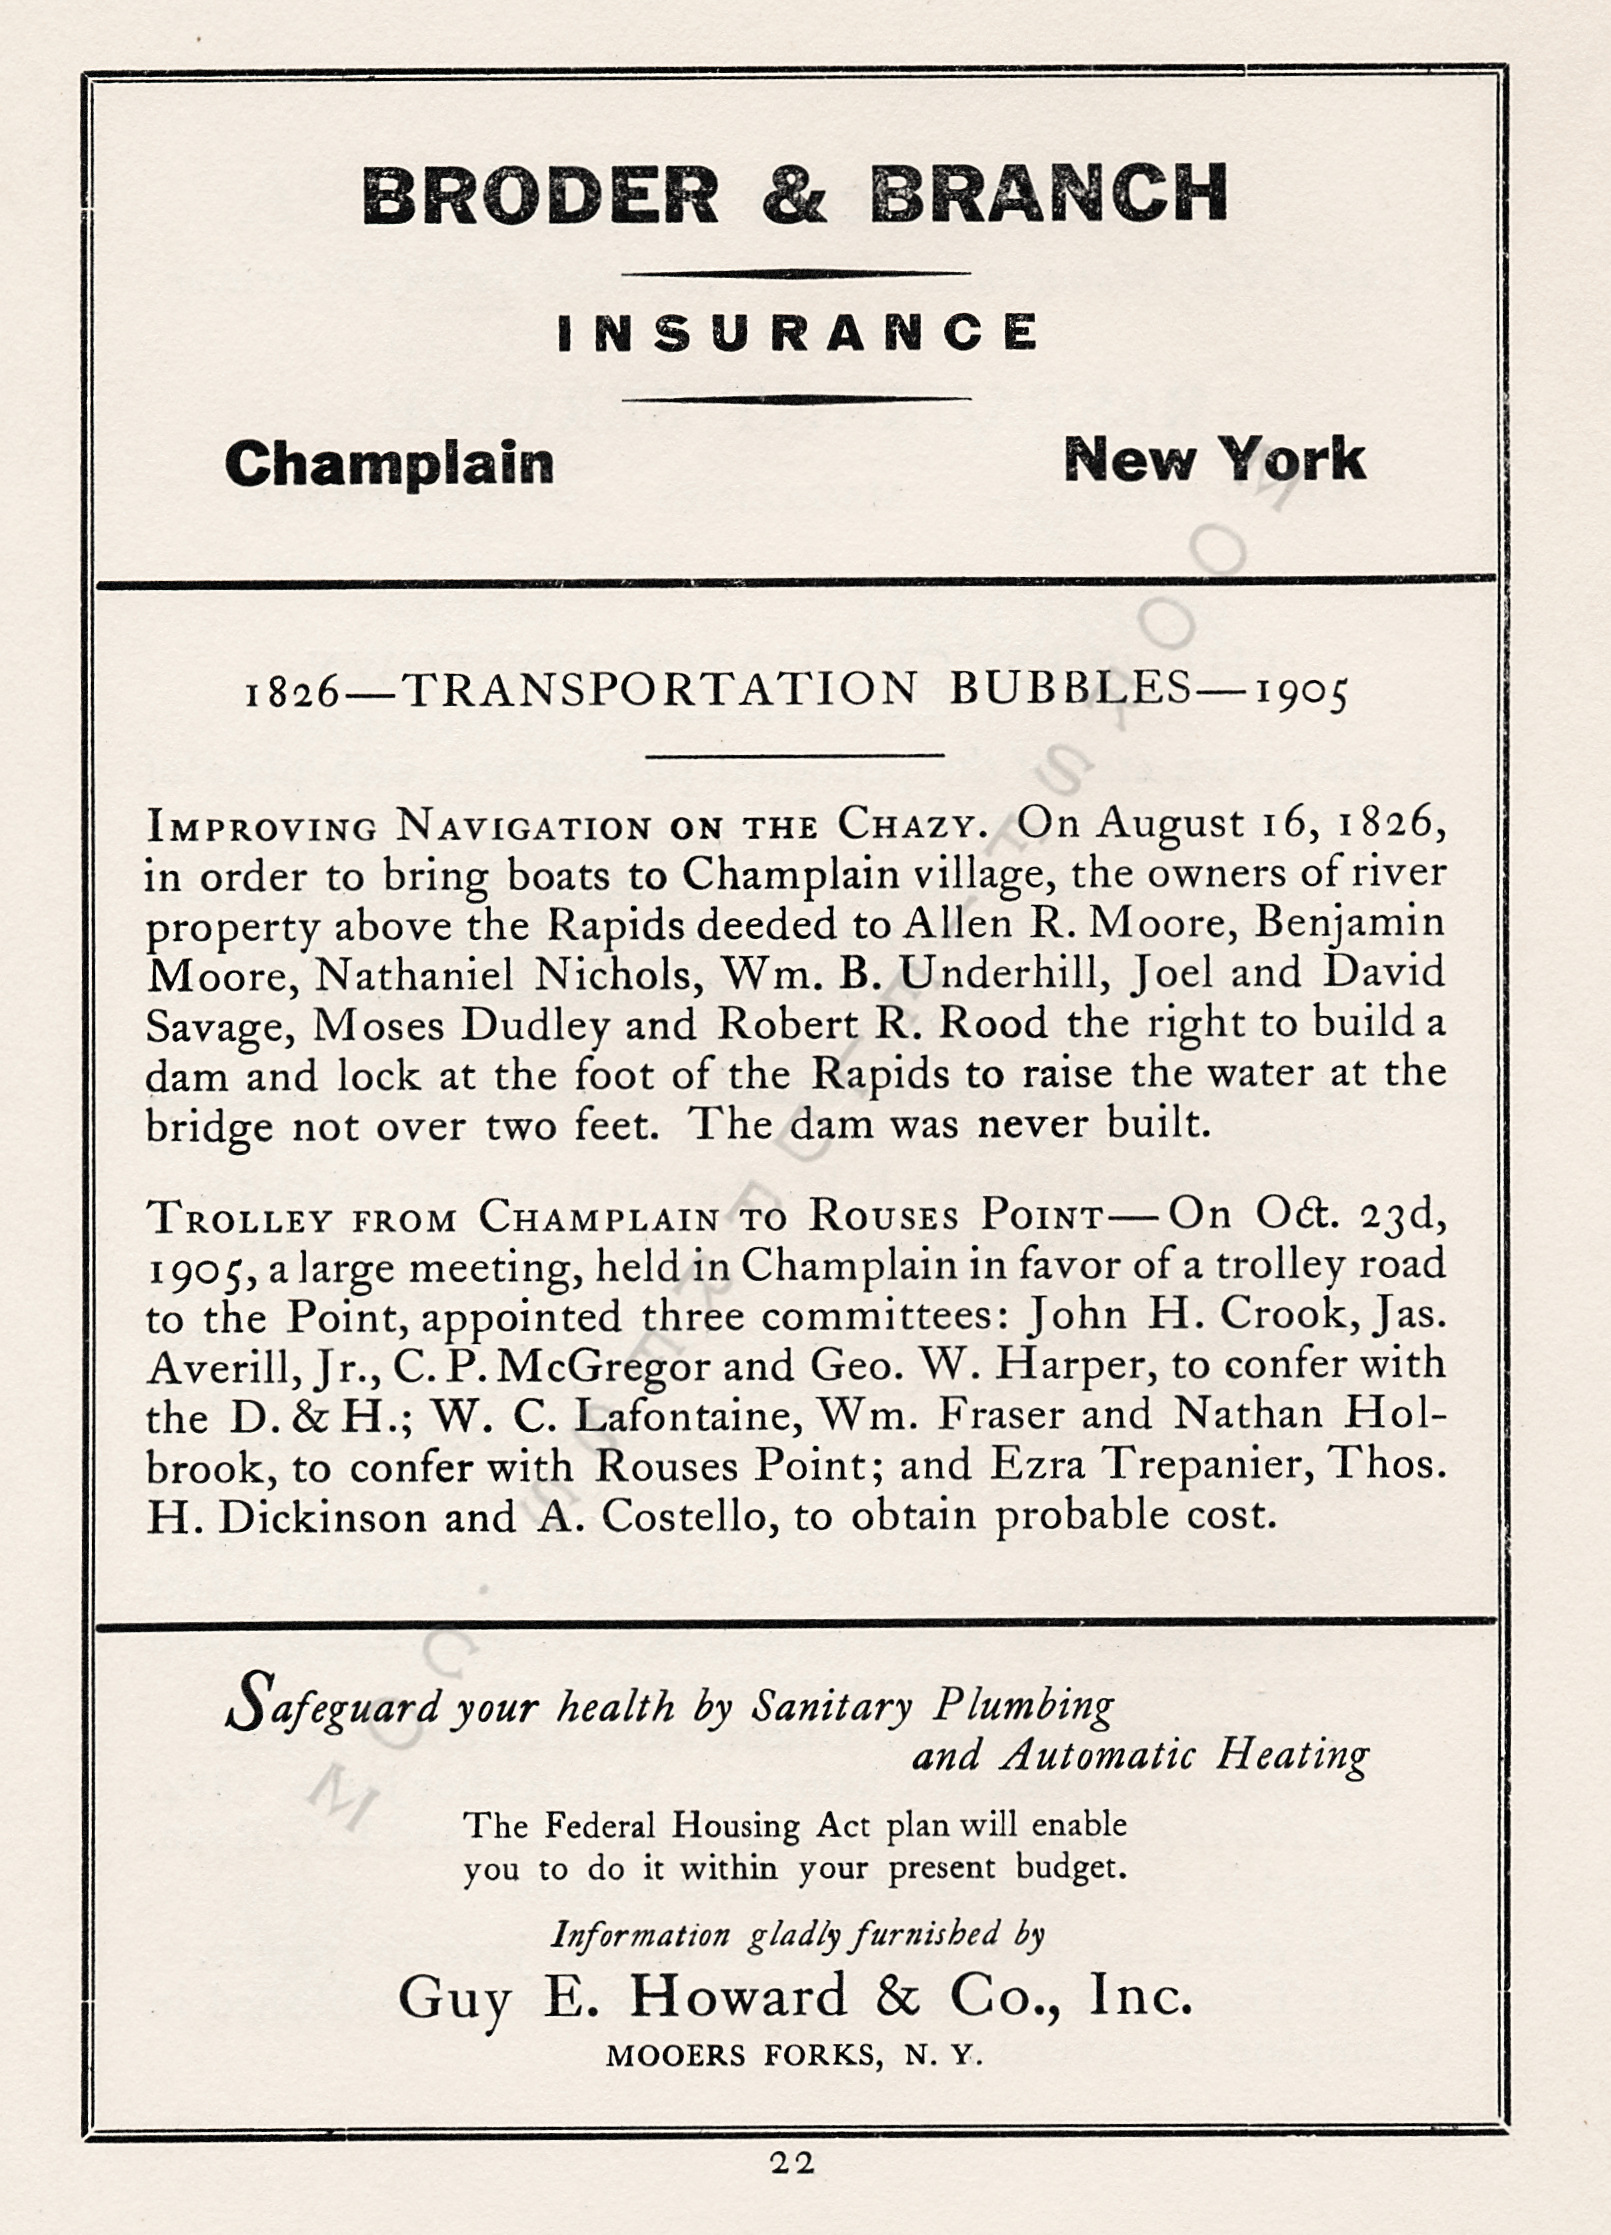 BRODER & BRANCH
INSURANCE
Champlain New York
1826—TRANSPORTATION BUBBLES—1905
IMPROVING NAVIGATION ON THE CHAZY. On August 16, 1826,
in order to bring boats to Champlain village, the owners of river
property above the Rapids deeded to Allen R. Moore, Benjamin
Moore, Nathaniel Nichols, Wm. B. Underhill, Joel and David
Savage, Moses Dudley and Robert R. Rood the right to build a
dam and lock at the foot of the Rapids to raise the water at the
bridge not over two feet. The dam was never built.
TROLLEY FROM CHAMPLAIN TO ROUSES POINT—On Oct. 23d,
1905, a large meeting, held in Champlain in favor of a trolley road
to the Point, appointed three committees: John H. Crook, Jas.
Averill, Jr., C. P. McGregor and Geo. W. Harper, to confer with
the D. & H.; W. C. Lafontaine, Wm. Fraser and Nathan Hol-
brook, to confer with Rouses Point; and Ezra Trepanier, Thos.
H. Dickinson and A. Costello, to obtain probable cost.
Safeguard your health by Sanitary Plumbing
and Automatic Heating
The Federal Housing Act plan will enable
you to do it within your present budget.
Information gladly furnished by
Guy E. Howard & Co., Inc.
MOOERS FORKS, N. Y.
22